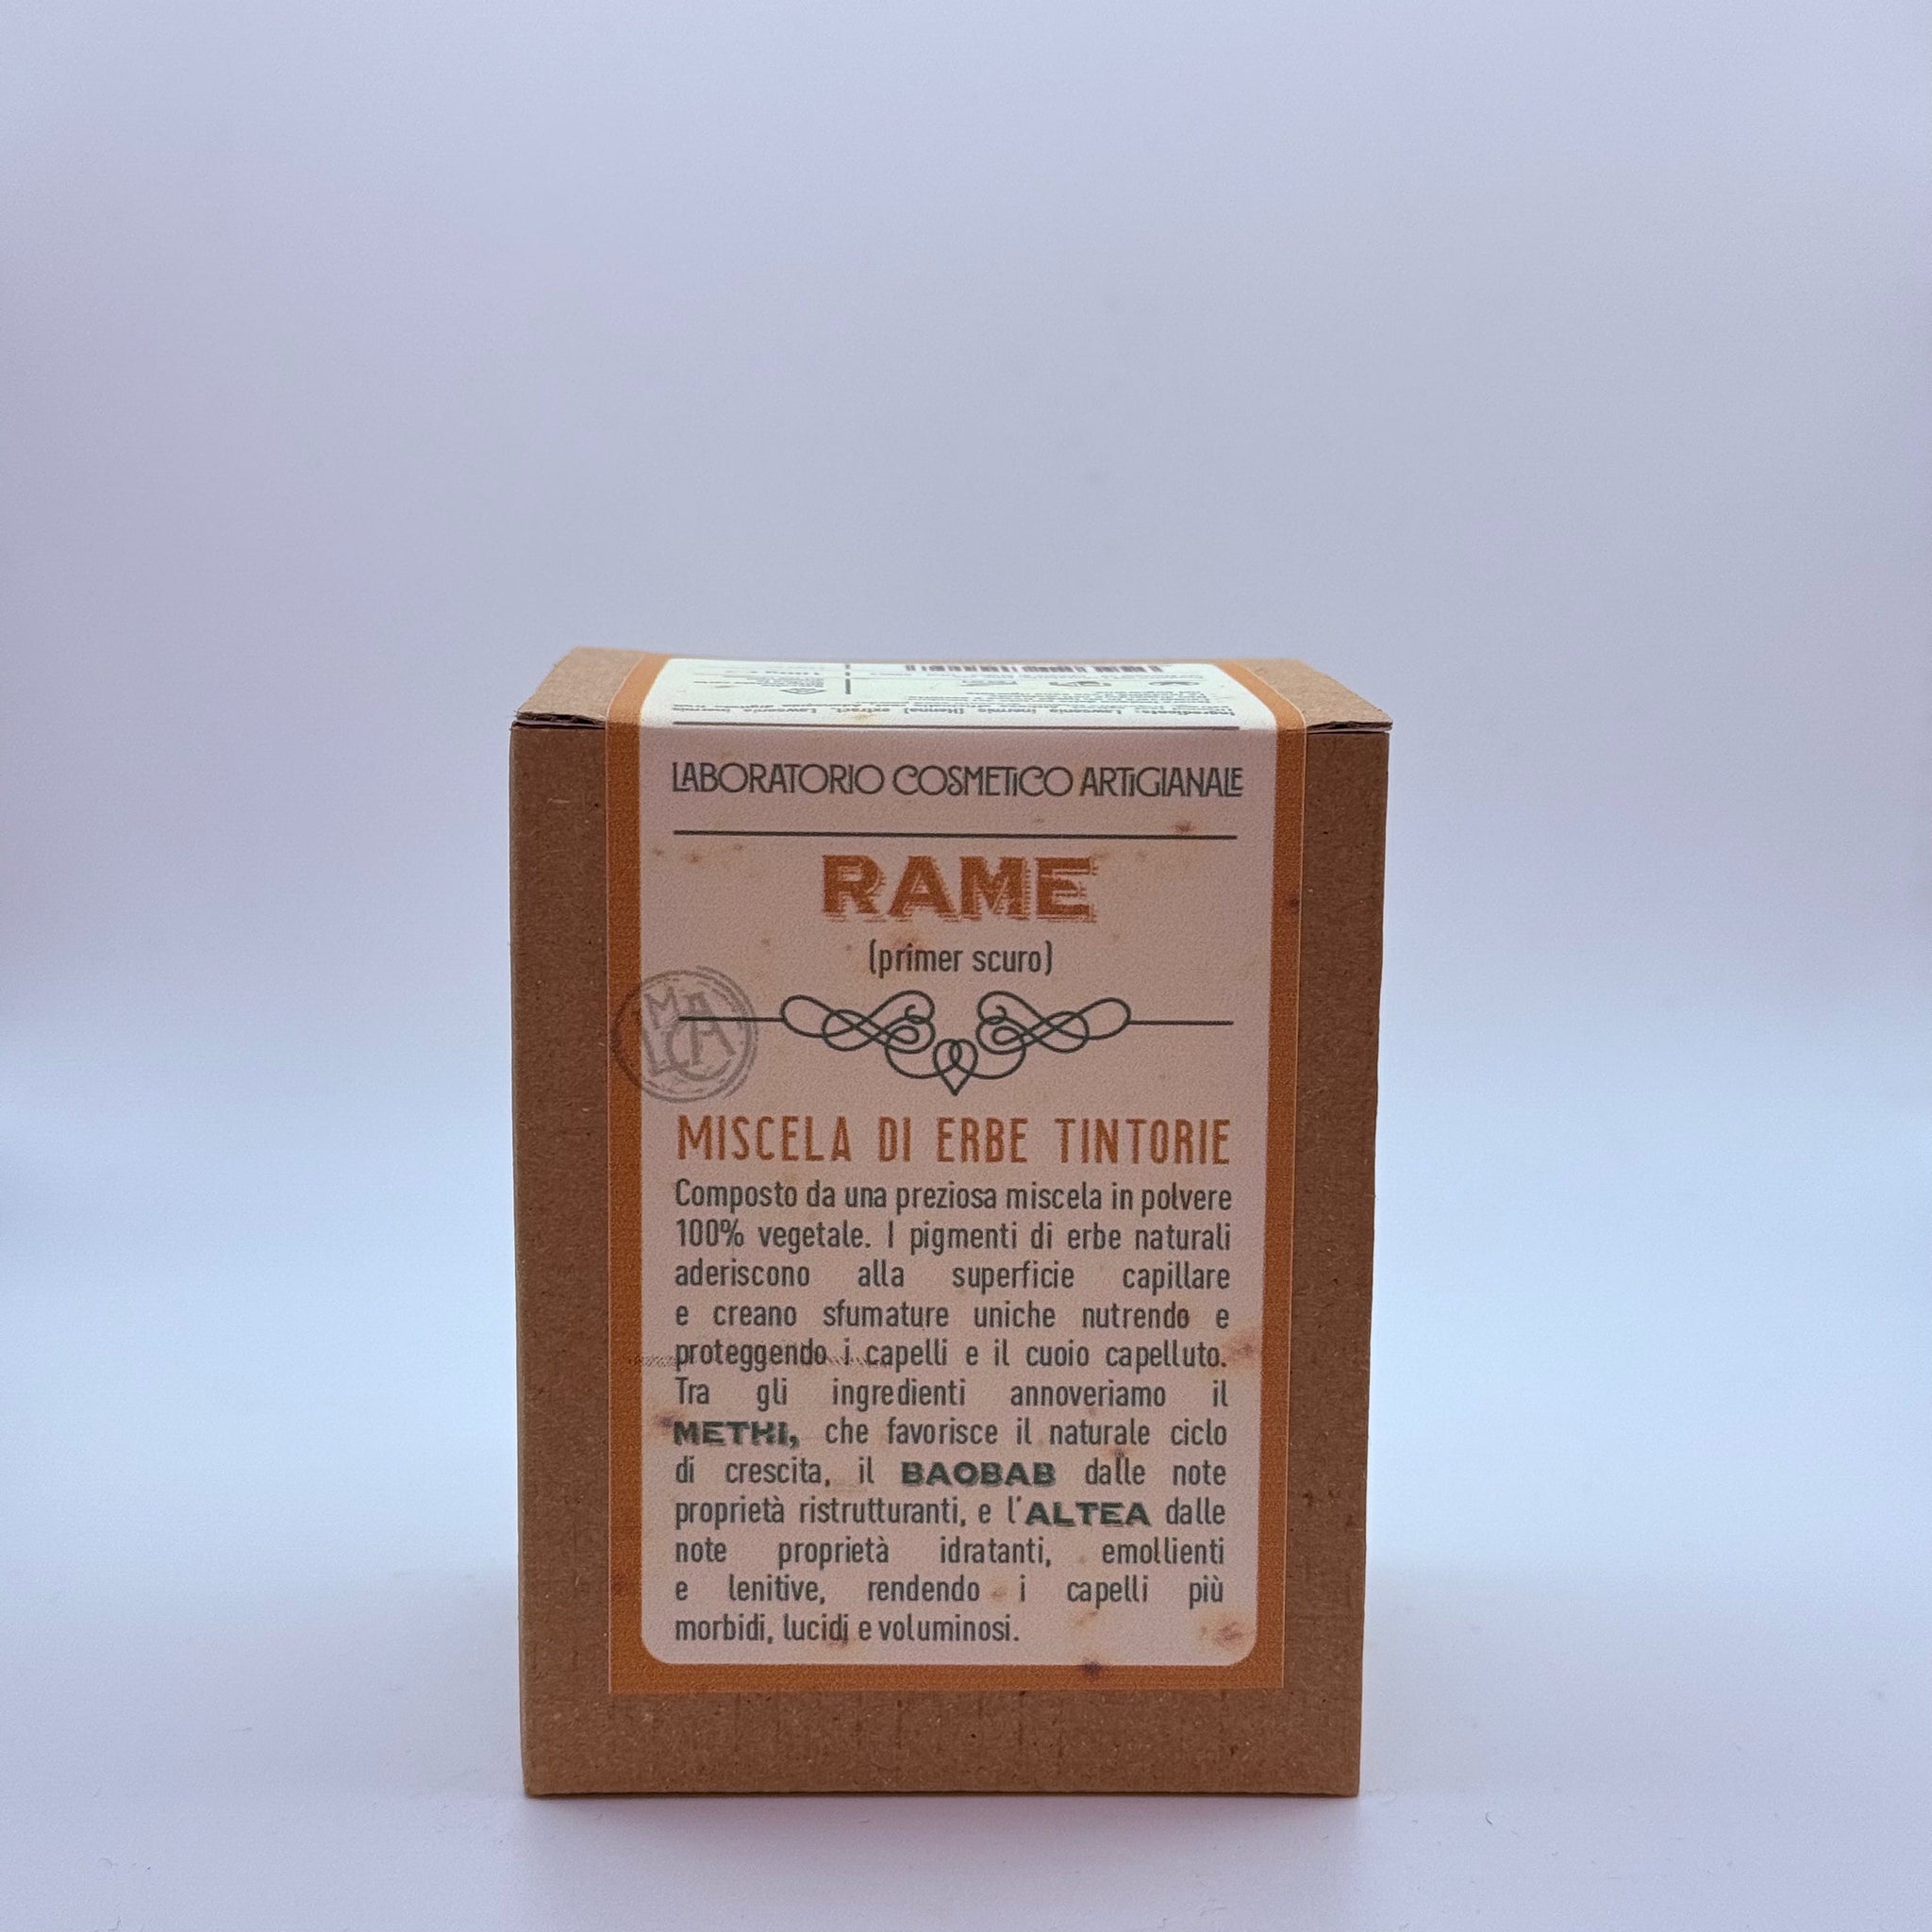 LABORATORIO COSMETICO ARTIGIANALE
RAME
(primer scuro)
MALCA
MISCELA DI ERBE TINTORIE
Composto da una preziosa miscela in polvere
100% vegetale. I pigmenti di erbe naturali
aderiscono alla superficie capillare
e creano sfumature uniche nutrendo e
proteggendo i capelli e il cuoio capelluto.
Tra gli ingredienti annoveriamo il
METHI, che favorisce il naturale ciclo
di crescita, il BAOBAB dalle note
proprietà ristrutturanti, e l'ALTEA dalle
note proprietà idratanti, emollienti
e lenitive, rendendo i capelli più
morbidi, lucidi e voluminosi.